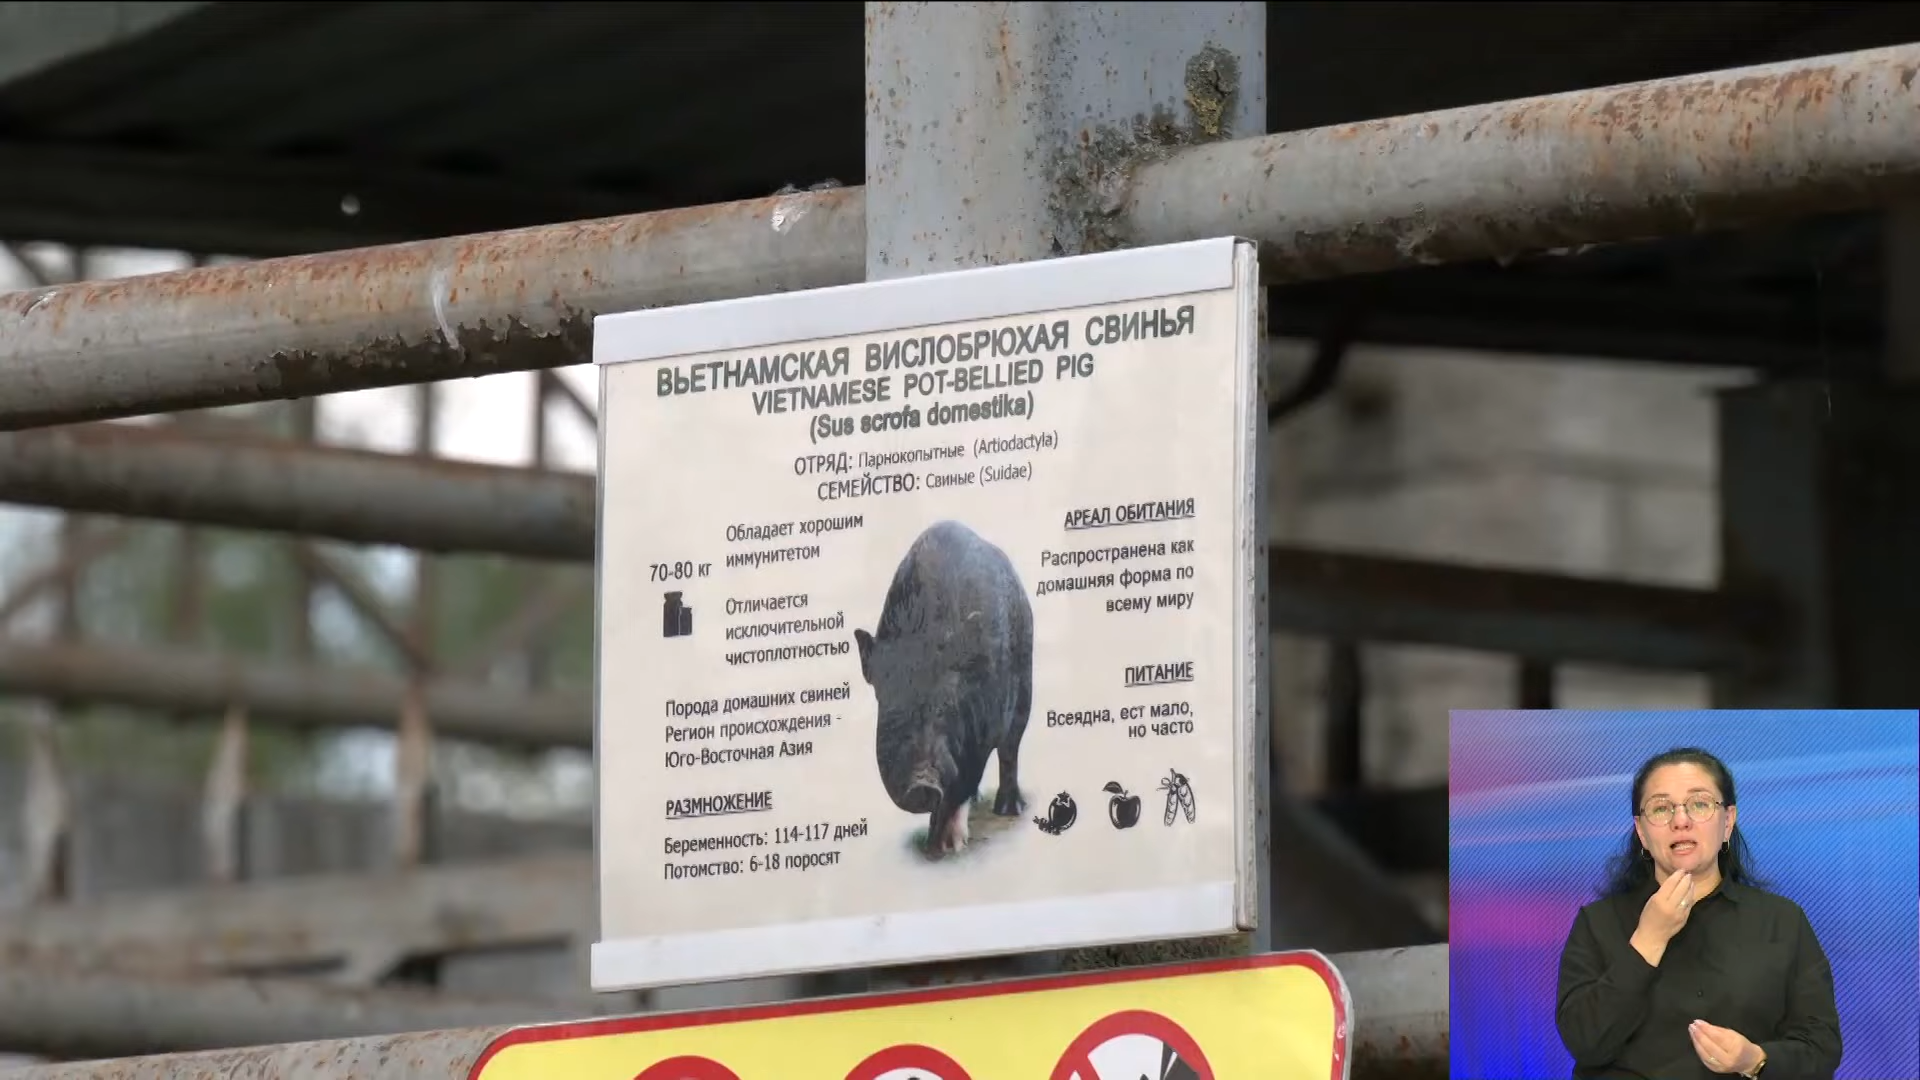 ВЬЕТНАМСКАЯ ВИСЛОБРЮХАЯ СВИНЬЯ
VIETNAMESE POT-BELLIED PIG
(Sus scrofa domestika)
ОТРЯД: Парнокопытные (Artiodactyla)
СЕМЕЙСТВО: Свиные (Suidae)
70-80 кг
Обладает хорошим
иммунитетом
Отличается
исключительной
чистоплотностью
Порода домашних свиней
Регион происхождения -
Юго-Восточная Азия
РАЗМНОЖЕНИЕ
Беременность: 114-117 дней
Потомство: 6-18 поросят
АРЕАЛ ОБИТАНИЯ
Распространена как
домашняя форма по
всему миру
ПИТАНИЕ
Всеядна, ест мало,
но часто